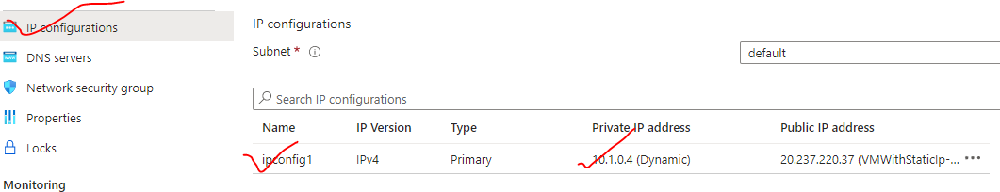 IP configurations
DNS servers
Network security group
Properties
Locks
Monitoring
IP configurations
Subnet *
default
Search IP configurations
Name IP Version Type Private IP address Public IP address
ipconfig1 IPv4 Primary 10.1.0.4 (Dynamic) 20.237.220.37 (VMWithStaticIp-... ...